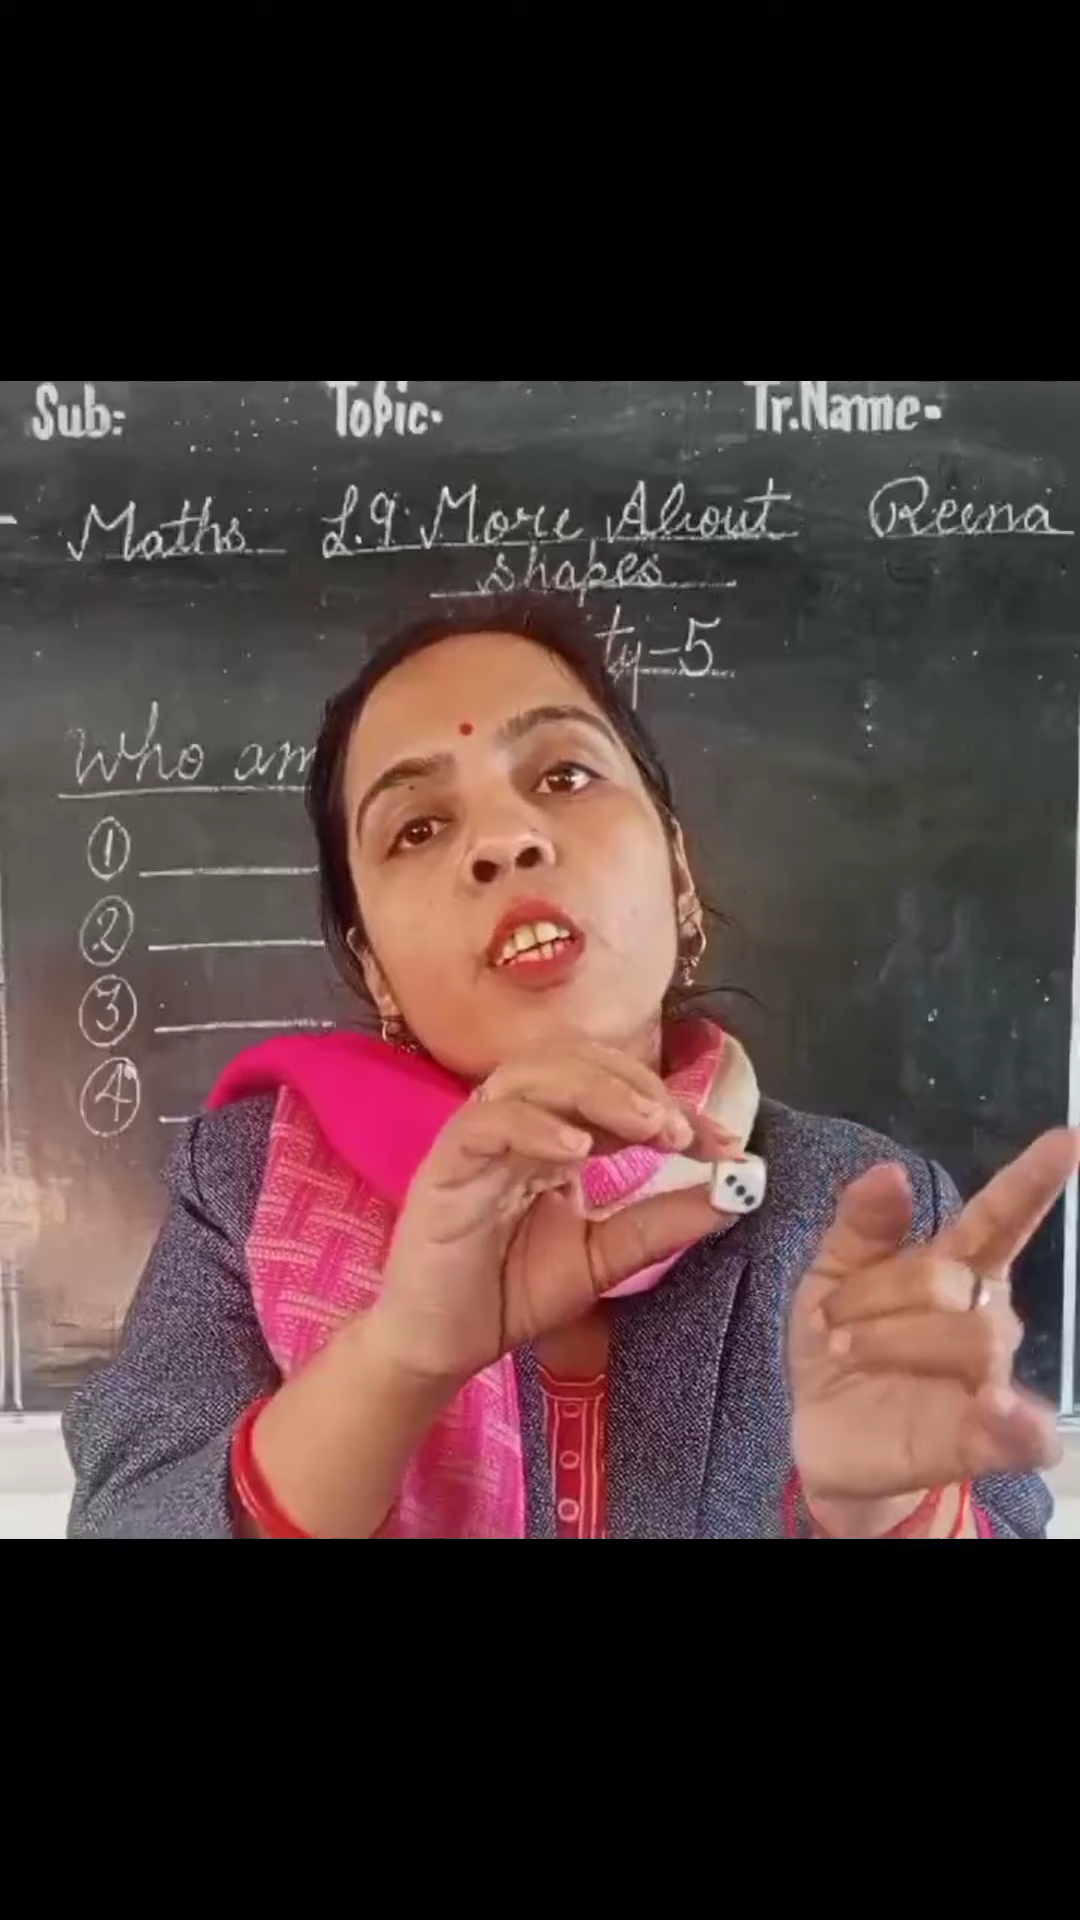 Sub:- Topic- Tr.Name-
Maths L.9 More About Reena
shapes
ty-5
Who am
1
2
3
4